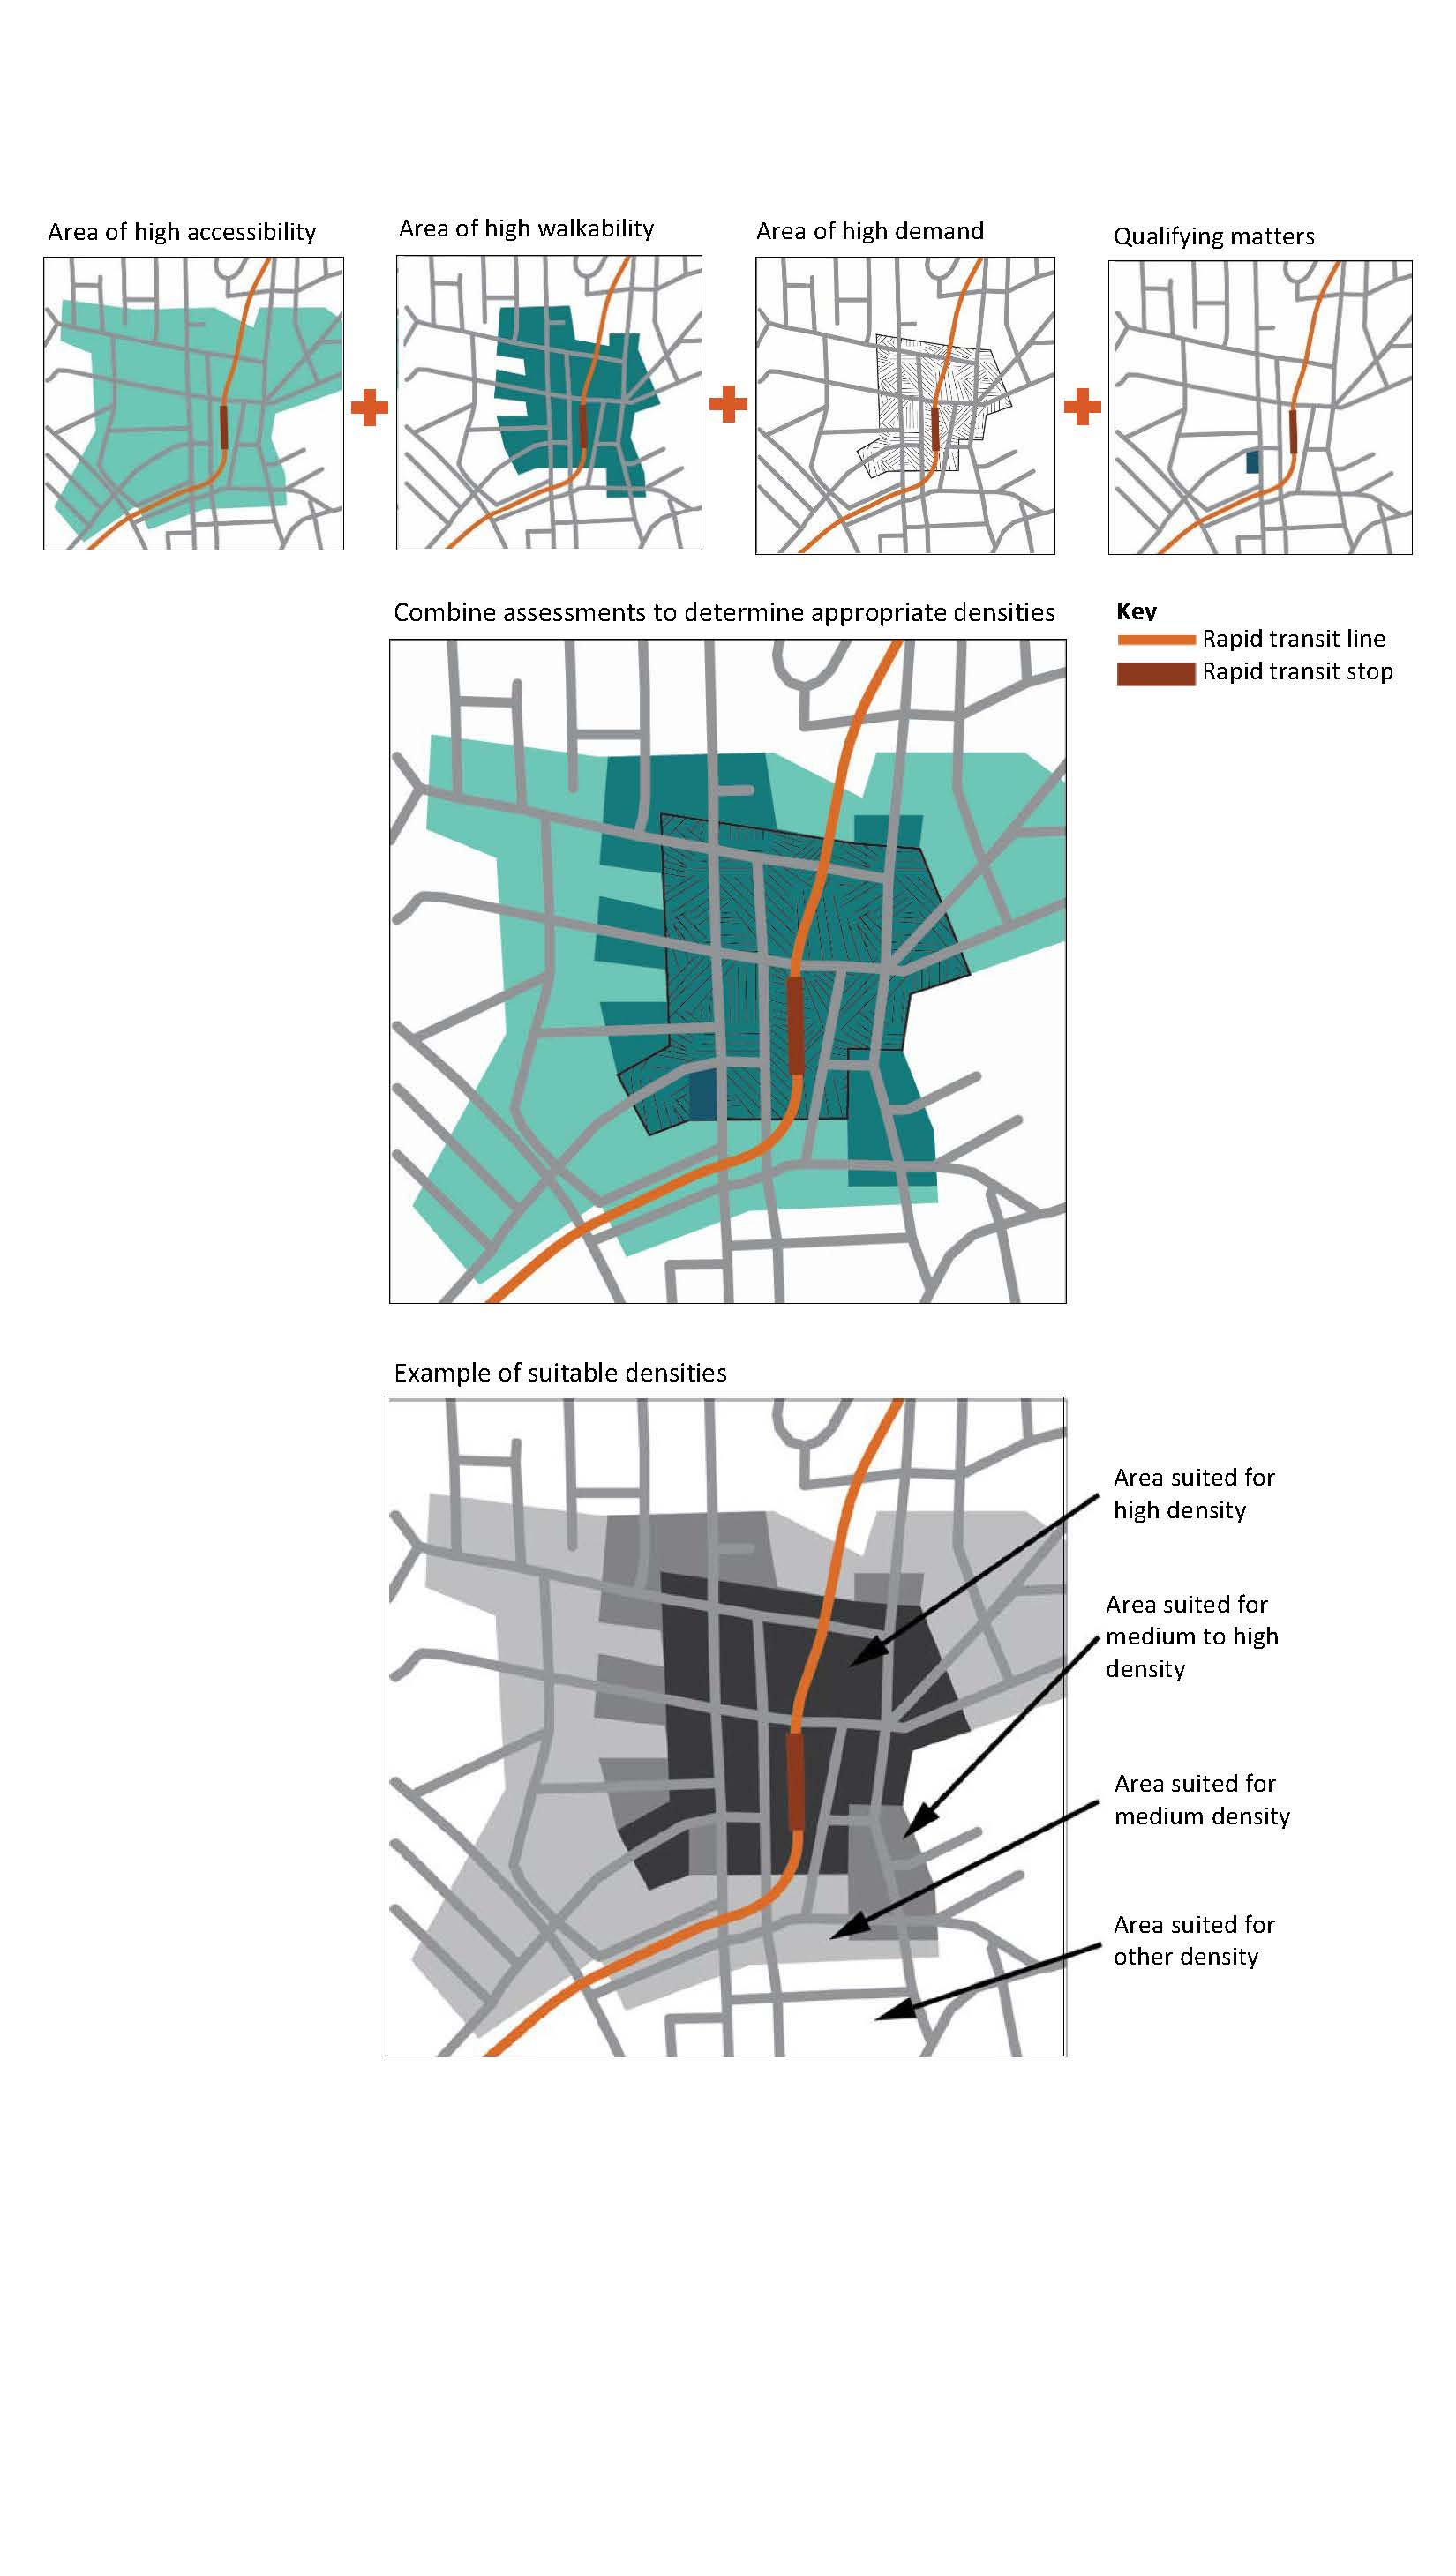 Area of high accessibility
Area of high walkability
Area of high demand
Qualifying matters
Combine assessments to determine appropriate densities
Key
Rapid transit line
Rapid transit stop
Example of suitable densities
Area suited for
high density
Area suited for
medium to high
density
Area suited for
medium density
Area suited for
other density